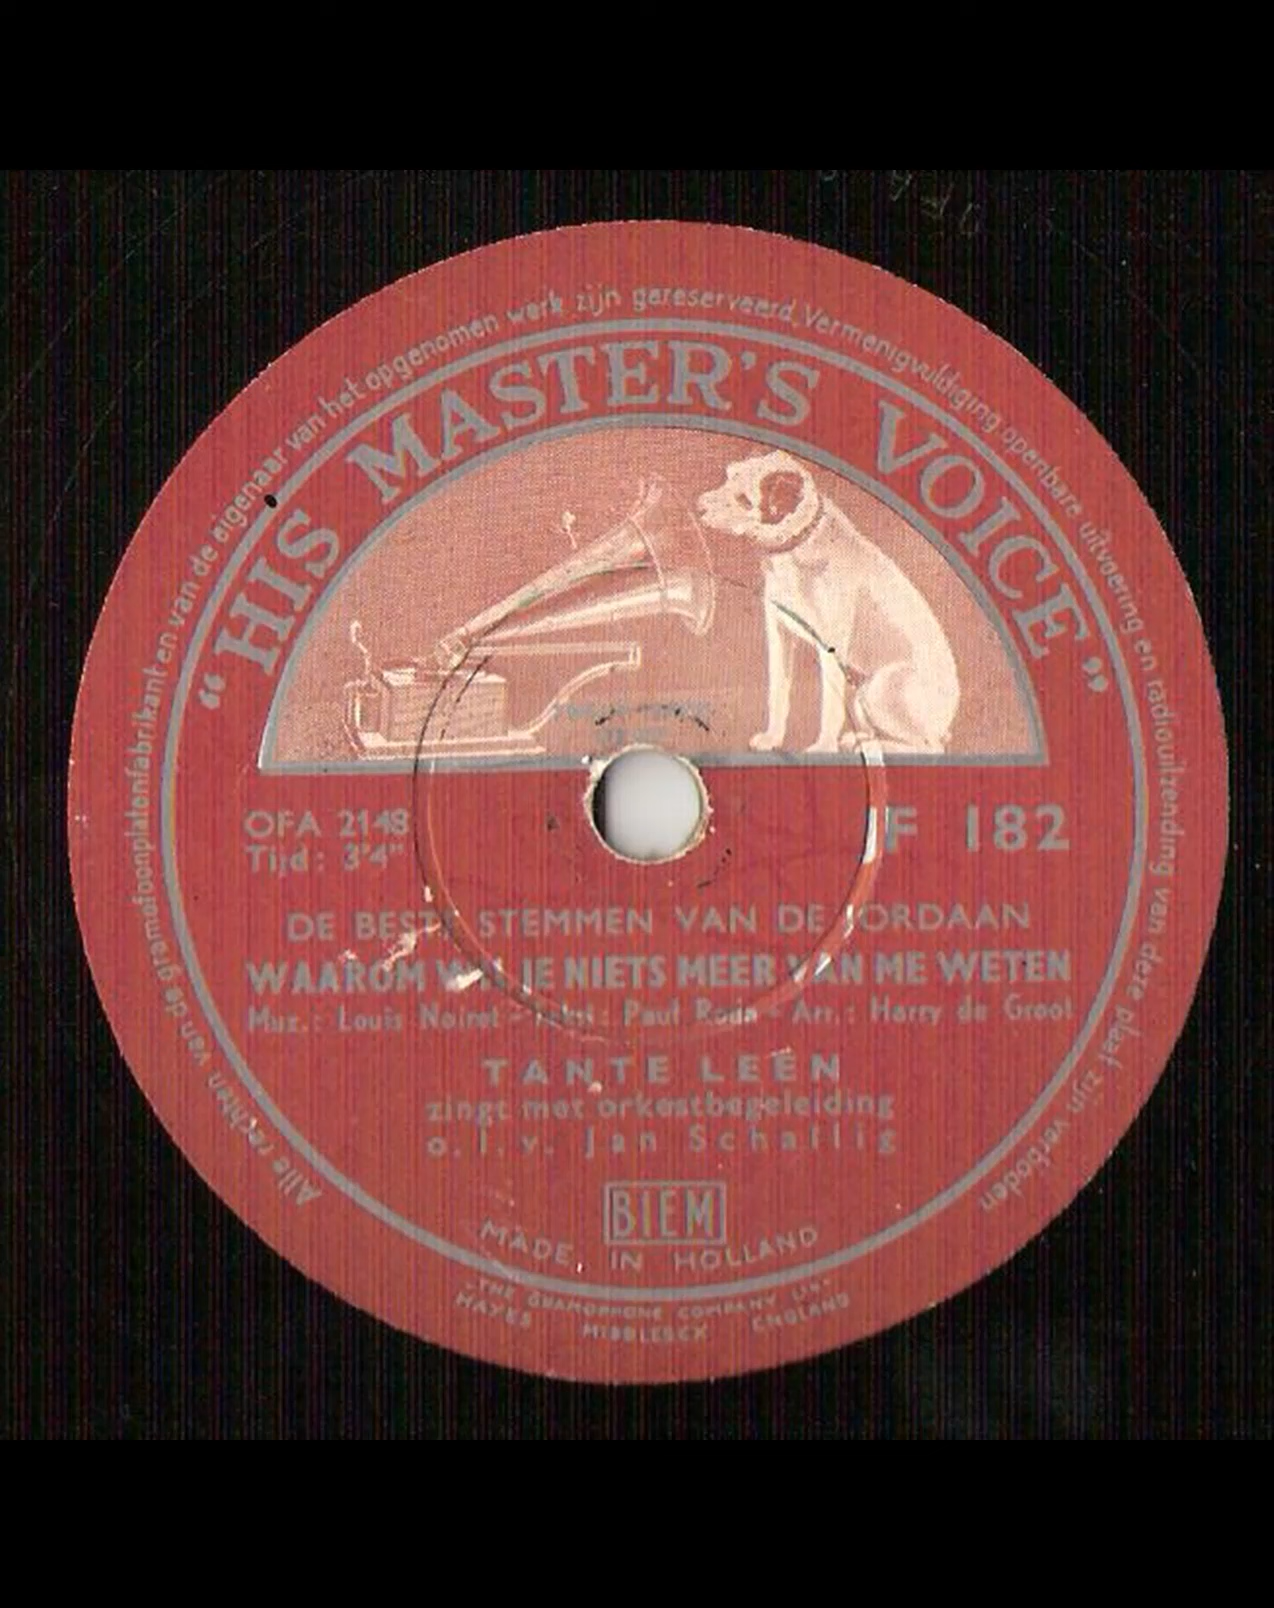 Alle rechten van de gramofoonplatenfabrikant en van de eigenaar van het opgenomen werk zijn gereserveerd. Vermenigvuldiging openbare uitvoering en radiouitzending van deze plaat zijn verboden
“HIS MASTER'S VOICE”
OFA 2148
JF 182
Tijd: 3'4"
DE BESTE STEMMEN VAN DE JORDAAN
WAAROM WIL JE NIETS MEER VAN ME WETEN
Muz.: Louis Noiret - Tekst: Paul Roda - Arr.: Harry de Groot
TANTE LEEN
zingt met orkestbegeleiding
o.l.v. Jan Schallig
BIEM
MADE IN HOLLAND
"THE GRAMOPHONE COMPANY LTD"
HAYES MIDDLESEX ENGLAND